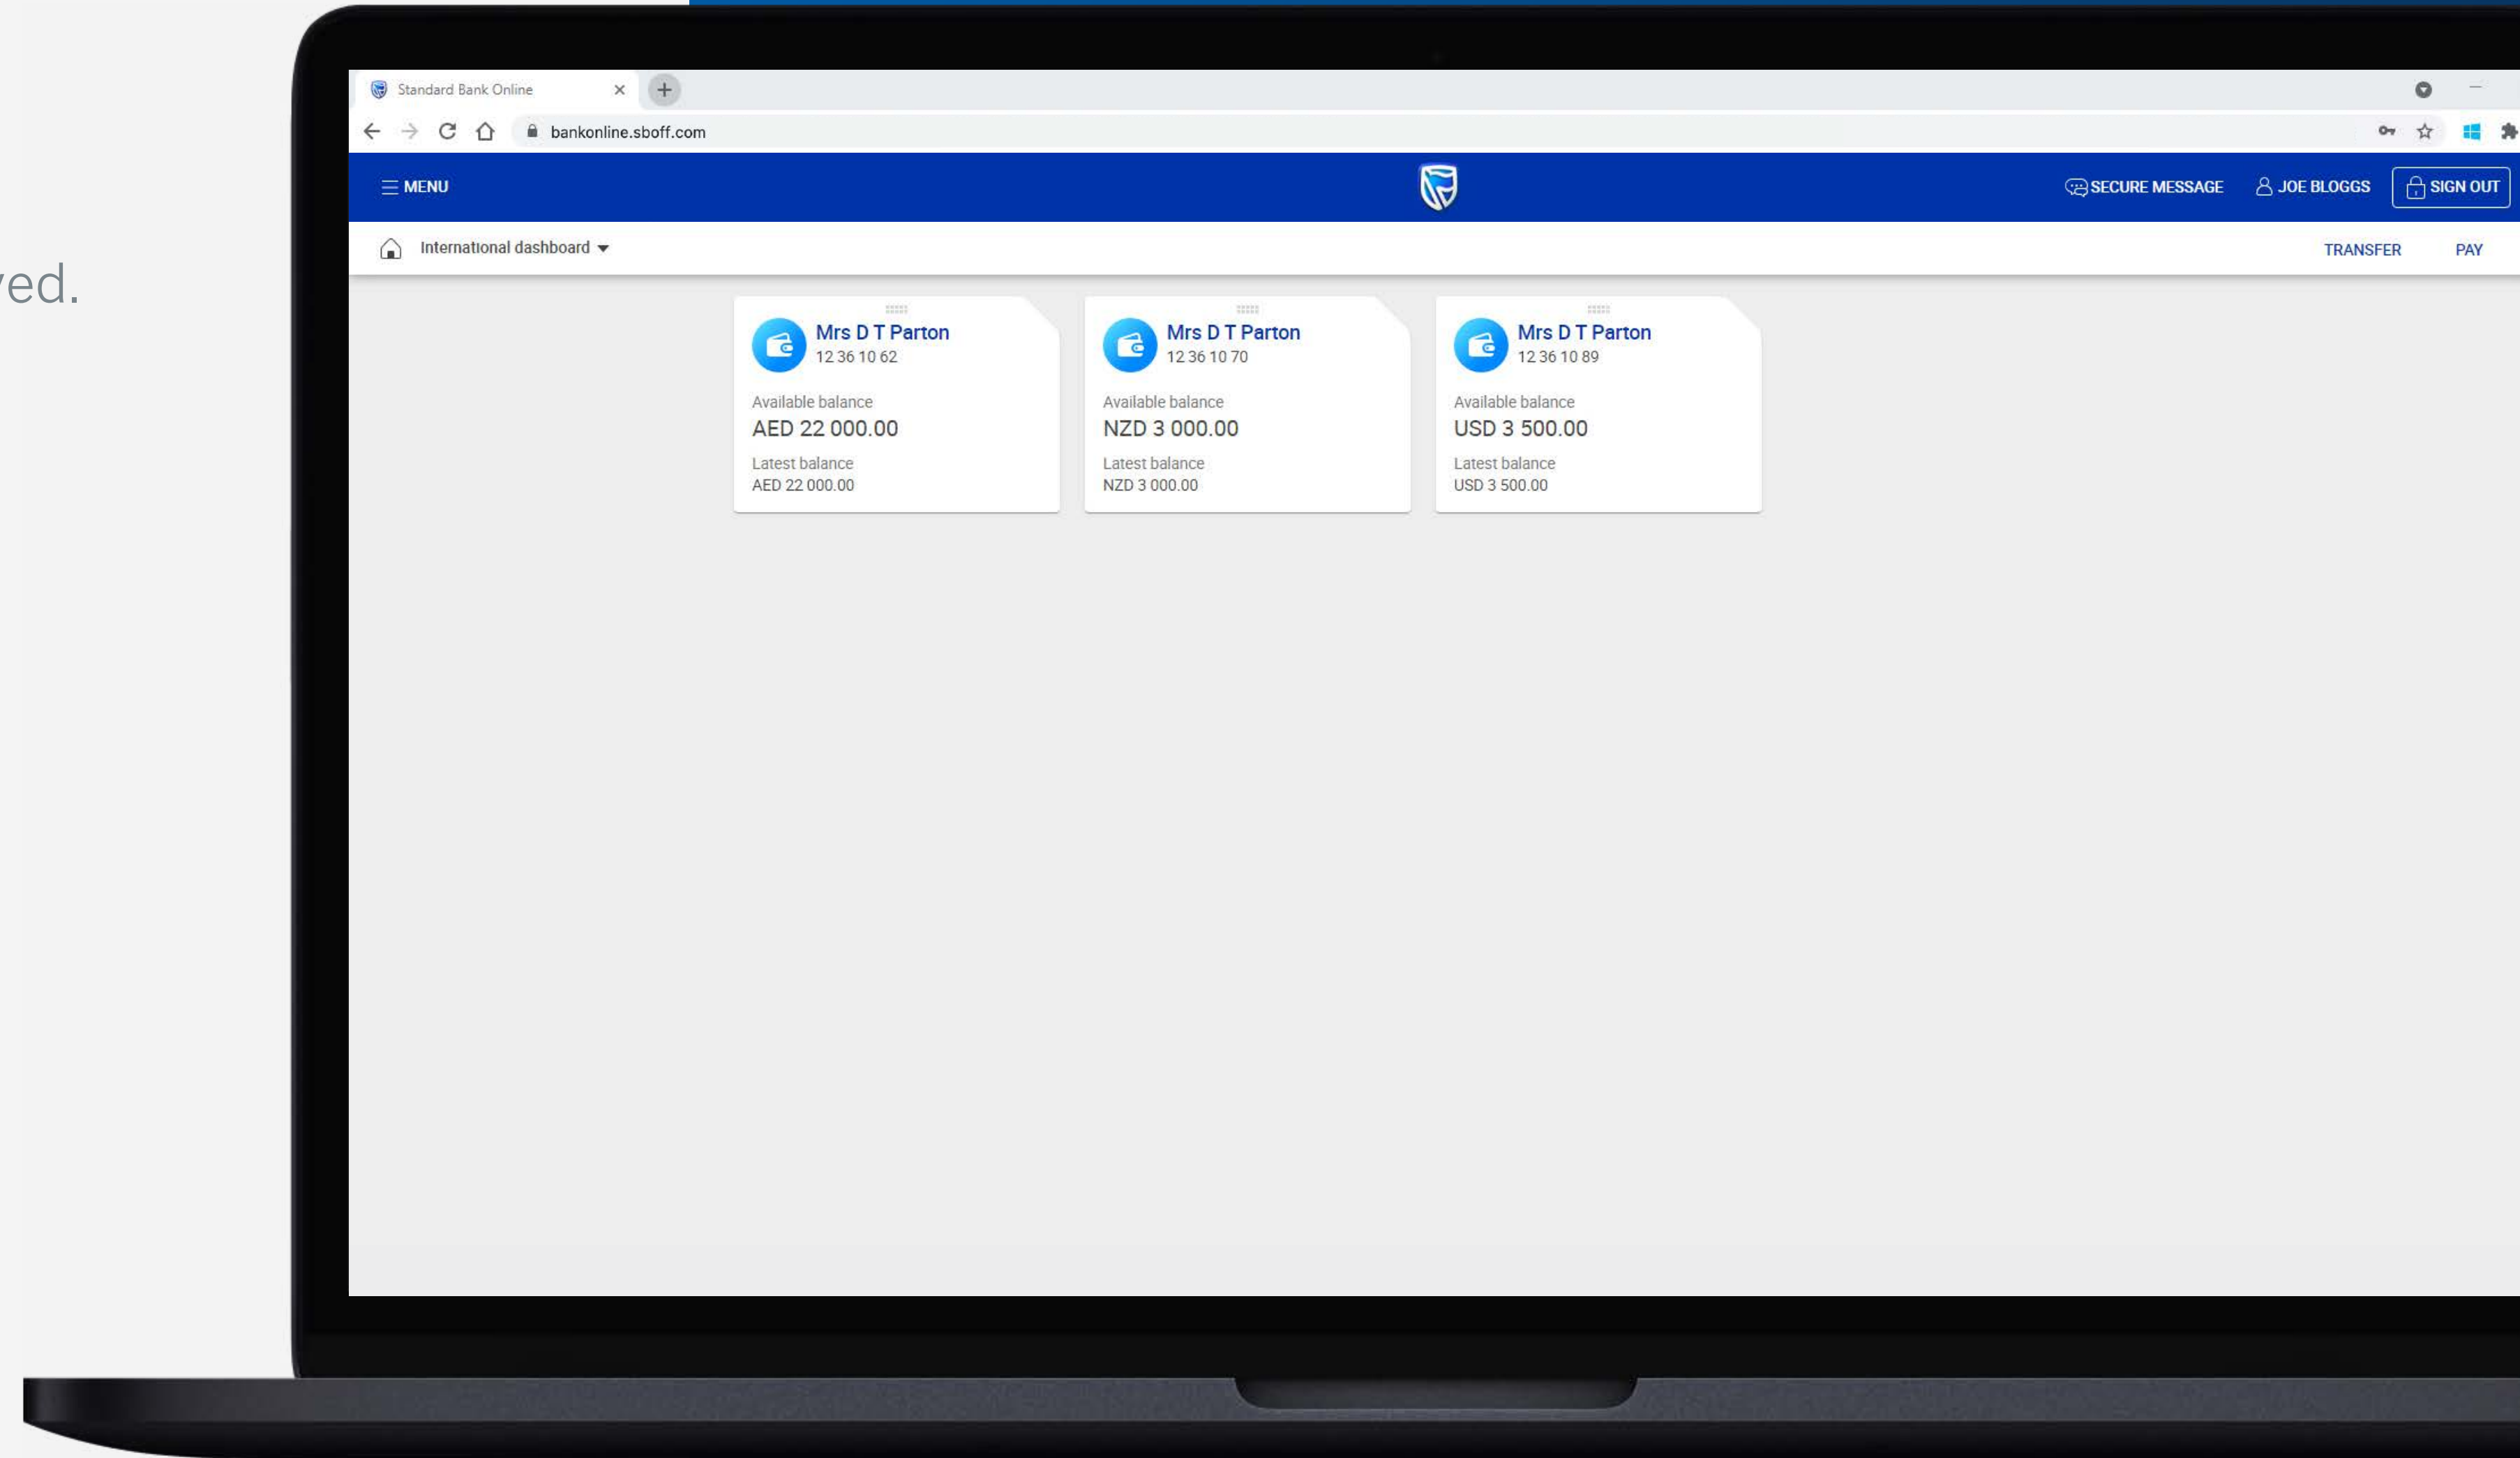 Standard Bank Online
bankonline.sboff.com
MENU
SECURE MESSAGE JOE BLOGGS SIGN OUT
International dashboard
TRANSFER PAY
Mrs D T Parton
12 36 10 62
Available balance
AED 22 000.00
Latest balance
AED 22 000.00
Mrs D T Parton
12 36 10 70
Available balance
NZD 3 000.00
Latest balance
NZD 3 000.00
Mrs D T Parton
12 36 10 89
Available balance
USD 3 500.00
Latest balance
USD 3 500.00